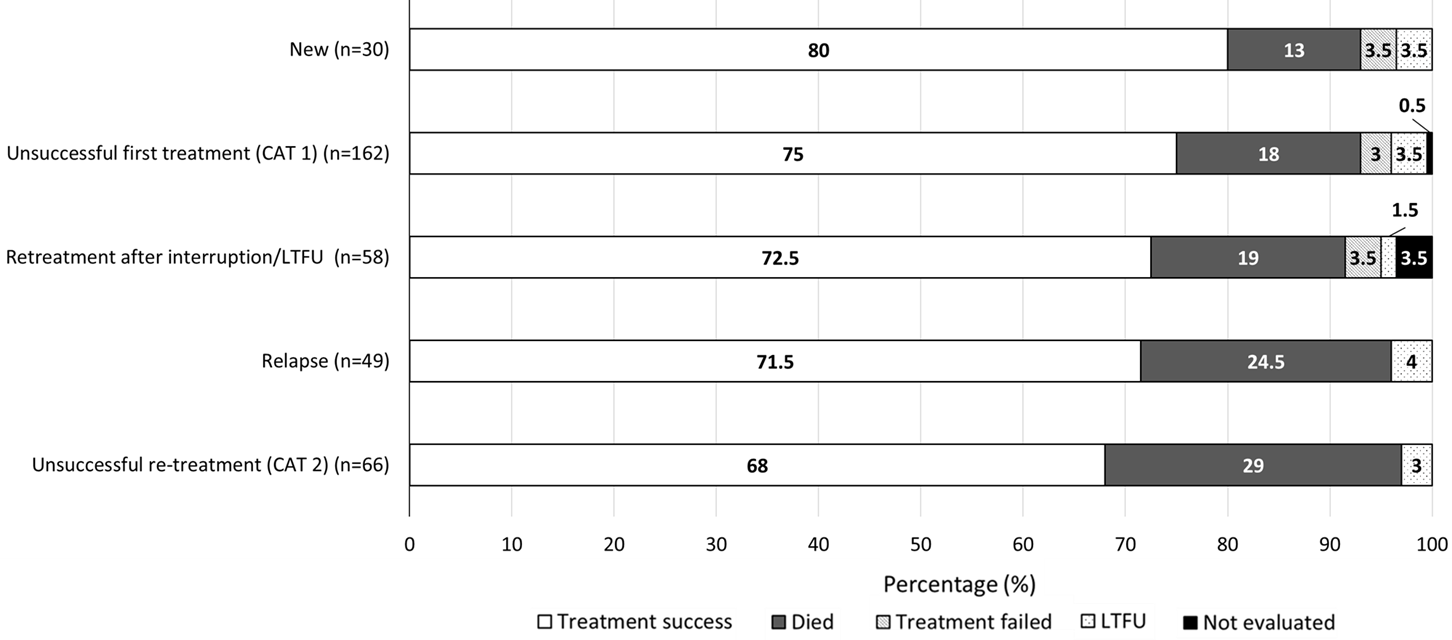 New (n=30)
80 13 3.5 3.5
0.5
Unsuccessful first treatment (CAT 1) (n=162)
75 18 3 3.5
1.5
Retreatment after interruption/LTFU (n=58)
72.5 19 3.5 3.5
Relapse (n=49)
71.5 24.5 4
Unsuccessful re-treatment (CAT 2) (n=66)
68 29 3
0 10 20 30 40 50 60 70 80 90 100
Percentage (%)
Treatment success Died Treatment failed LTFU Not evaluated